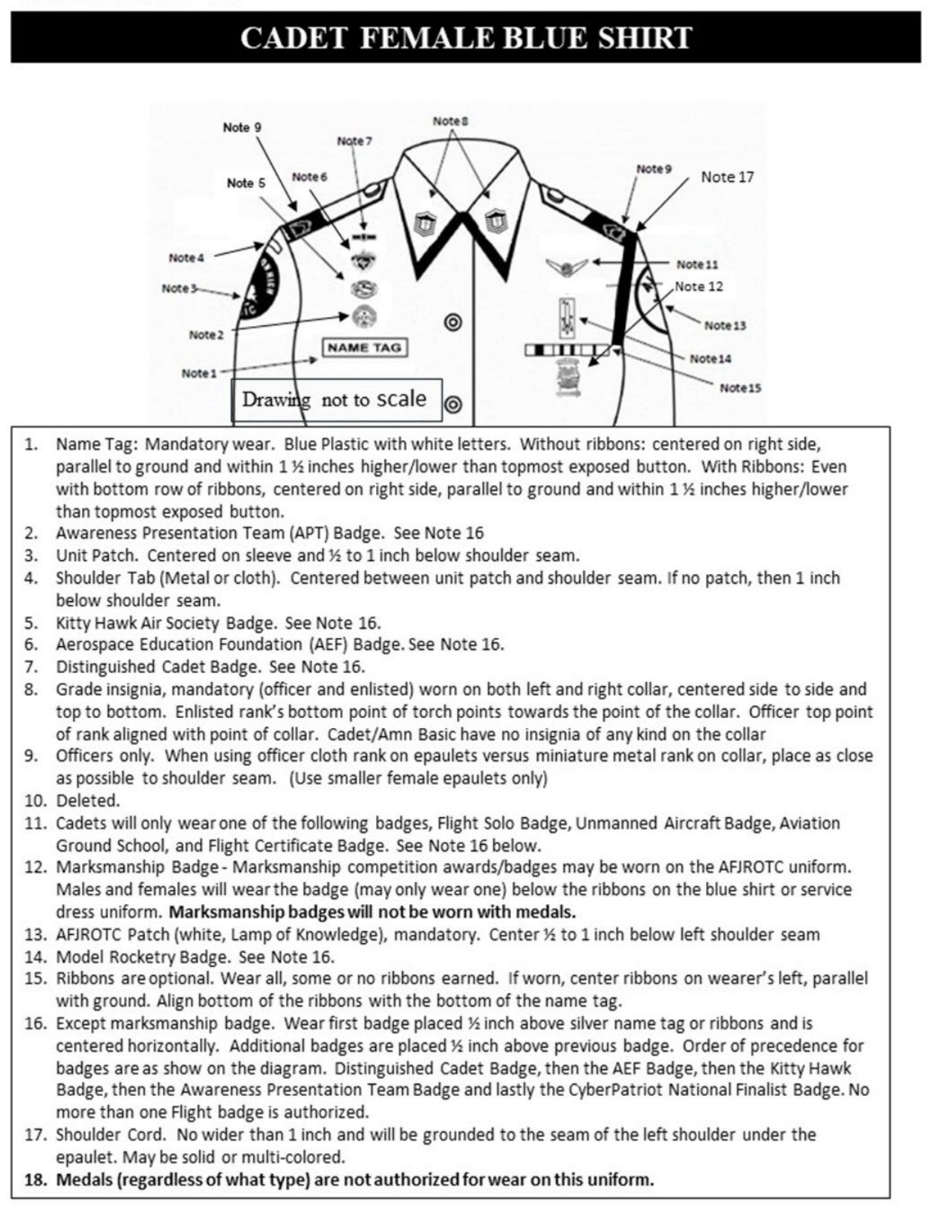 CADET FEMALE BLUE SHIRT
Note 8
Note 9
Note 7
Note 5
Note 6
Note 9
Note 17
Note 4
Note 11
Note 3
Note 12
Note 2
Note 13
NAME TAG
Note 14
Note 1
Note 15
Drawing not to scale
1. Name Tag: Mandatory wear. Blue Plastic with white letters. Without ribbons: centered on right side,
parallel to ground and within 1 ½ inches higher/lower than topmost exposed button. With Ribbons: Even
with bottom row of ribbons, centered on right side, parallel to ground and within 1 ½ inches higher/lower
than topmost exposed button.
2. Awareness Presentation Team (APT) Badge. See Note 16
3. Unit Patch. Centered on sleeve and ½ to 1 inch below shoulder seam.
4. Shoulder Tab (Metal or cloth). Centered between unit patch and shoulder seam. If no patch, then 1 inch
below shoulder seam.
5. Kitty Hawk Air Society Badge. See Note 16.
6. Aerospace Education Foundation (AEF) Badge. See Note 16.
7. Distinguished Cadet Badge. See Note 16.
8. Grade insignia, mandatory (officer and enlisted) worn on both left and right collar, centered side to side and
top to bottom. Enlisted rank's bottom point of torch points towards the point of the collar. Officer top point
of rank aligned with point of collar. Cadet/Amn Basic have no insignia of any kind on the collar
9. Officers only. When using officer cloth rank on epaulets versus miniature metal rank on collar, place as close
as possible to shoulder seam. (Use smaller female epaulets only)
10. Deleted.
11. Cadets will only wear one of the following badges, Flight Solo Badge, Unmanned Aircraft Badge, Aviation
Ground School, and Flight Certificate Badge. See Note 16 below.
12. Marksmanship Badge - Marksmanship competition awards/badges may be worn on the AFJROTC uniform.
Males and females will wear the badge (may only wear one) below the ribbons on the blue shirt or service
dress uniform. Marksmanship badges will not be worn with medals.
13. AFJROTC Patch (white, Lamp of Knowledge), mandatory. Center ½ to 1 inch below left shoulder seam
14. Model Rocketry Badge. See Note 16.
15. Ribbons are optional. Wear all, some or no ribbons earned. If worn, center ribbons on wearer's left, parallel
with ground. Align bottom of the ribbons with the bottom of the name tag.
16. Except marksmanship badge. Wear first badge placed ½ inch above silver name tag or ribbons and is
centered horizontally. Additional badges are placed ½ inch above previous badge. Order of precedence for
badges are as show on the diagram. Distinguished Cadet Badge, then the AEF Badge, then the Kitty Hawk
Badge, then the Awareness Presentation Team Badge and lastly the CyberPatriot National Finalist Badge. No
more than one Flight badge is authorized.
17. Shoulder Cord. No wider than 1 inch and will be grounded to the seam of the left shoulder under the
epaulet. May be solid or multi-colored.
18. Medals (regardless of what type) are not authorized for wear on this uniform.